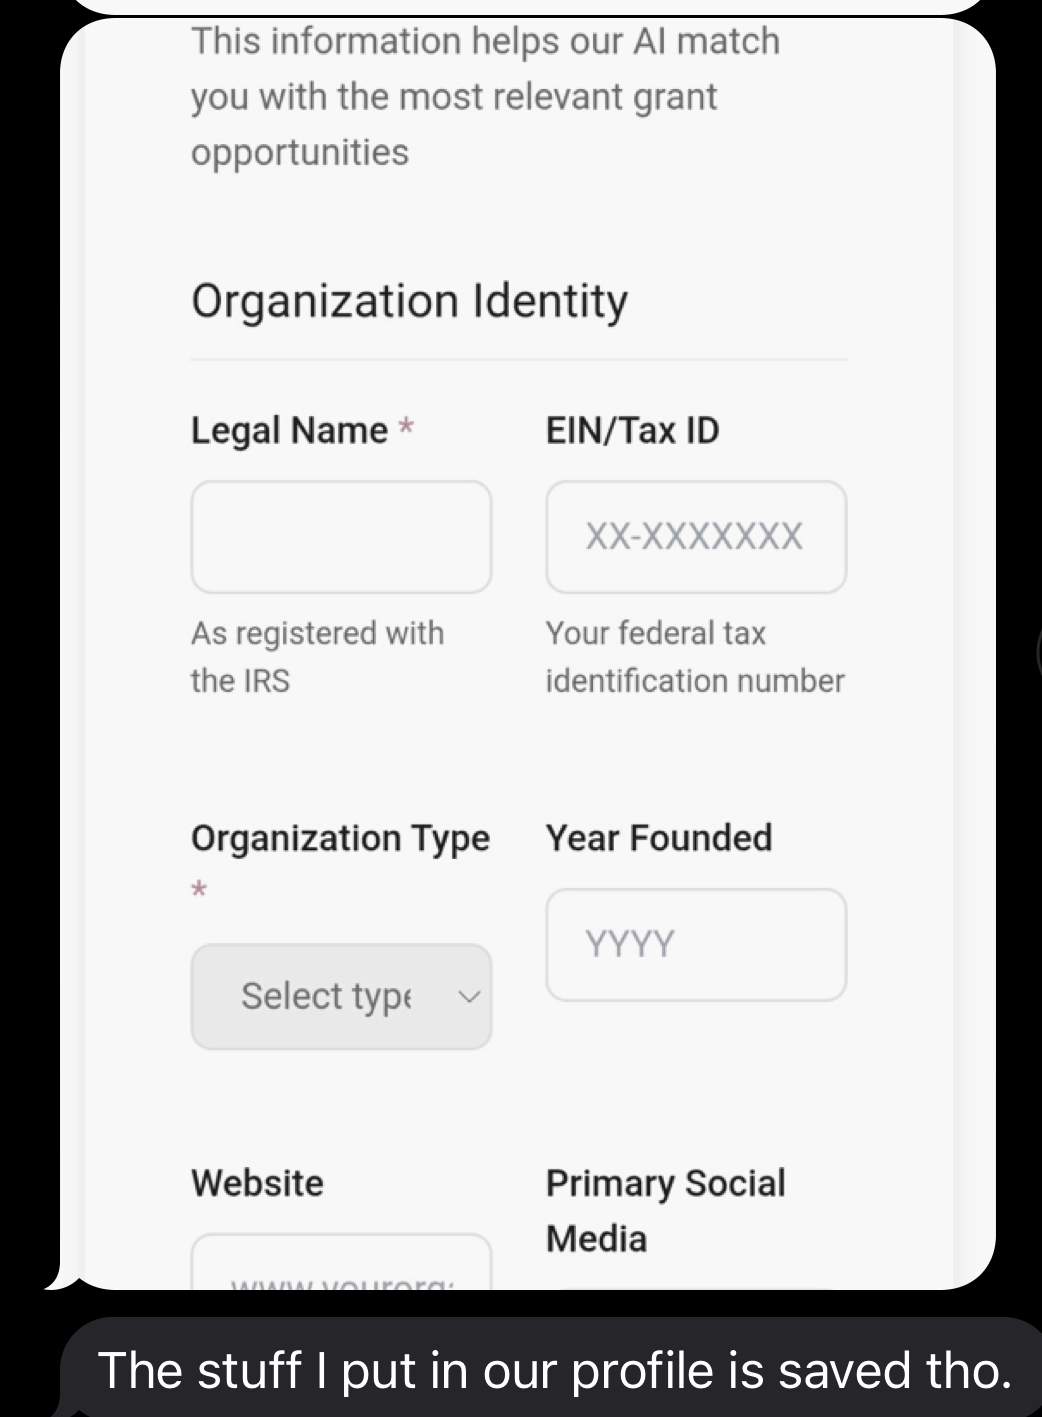 This information helps our AI match
you with the most relevant grant
opportunities
Organization Identity
Legal Name *
EIN/Tax ID
XX-XXXXXXX
As registered with
the IRS
Your federal tax
identification number
Organization Type
*
Year Founded
Select type
YYYY
Website
Primary Social
Media
The stuff I put in our profile is saved tho.